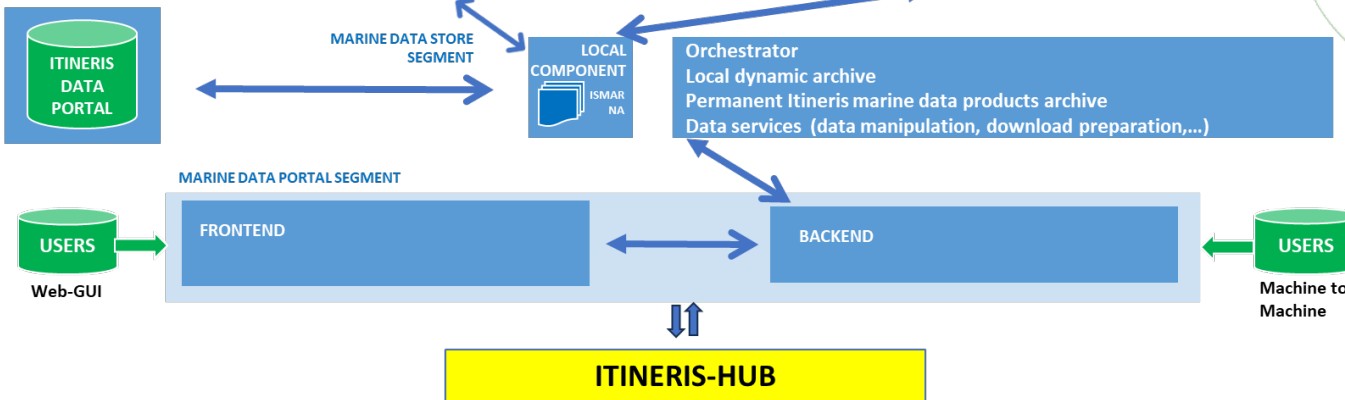 ITINERIS
DATA
PORTAL
MARINE DATA STORE
SEGMENT
LOCAL
COMPONENT
ISMAR
NA
Orchestrator
Local dynamic archive
Permanent Itineris marine data products archive
Data services (data manipulation, download preparation,...)
MARINE DATA PORTAL SEGMENT
USERS
Web-GUI
FRONTEND
BACKEND
USERS
Machine to
Machine
ITINERIS-HUB